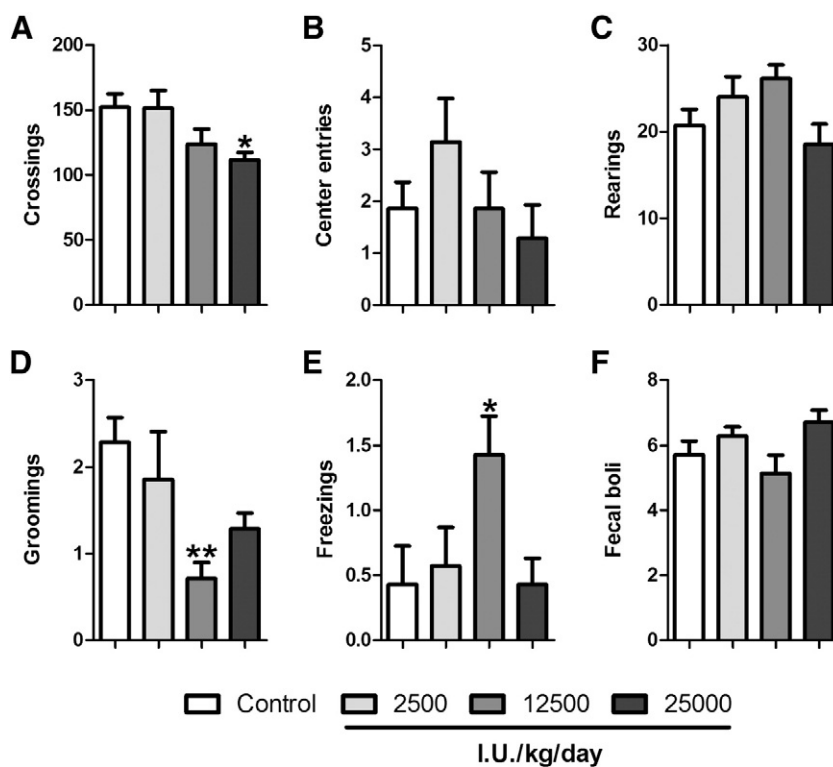 A
B
C
200
150
100
50
0
Crossings
*
5
4
3
2
1
0
Center entries
30
20
10
0
Rearings
D
E
F
3
2
1
0
Groomings
**
2.0
1.5
1.0
0.5
0.0
Freezings
*
8
6
4
2
0
Fecal boli
Control 2500 12500 25000
I.U./kg/day